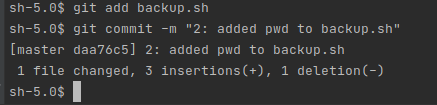 sh-5.0$ git add backup.sh
sh-5.0$ git commit -m "2: added pwd to backup.sh"
[master daa76c5] 2: added pwd to backup.sh
 1 file changed, 3 insertions(+), 1 deletion(-)
sh-5.0$